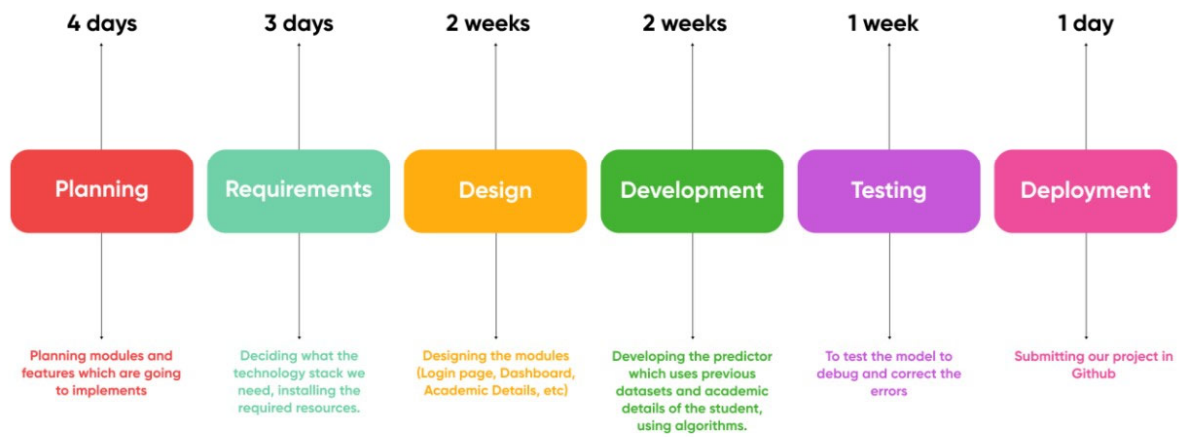 4 days
3 days
2 weeks
2 weeks
1 week
1 day
Planning
Requirements
Design
Development
Testing
Deployment
Planning modules and
features which are going
to implements
Deciding what the
technology stack we
need, installing the
required resources.
Designing the modules
(Login page, Dashboard,
Academic Details, etc)
Developing the predictor
which uses previous
datasets and academic
details of the student,
using algorithms.
To test the model to
debug and correct the
errors
Submitting our project in
Github